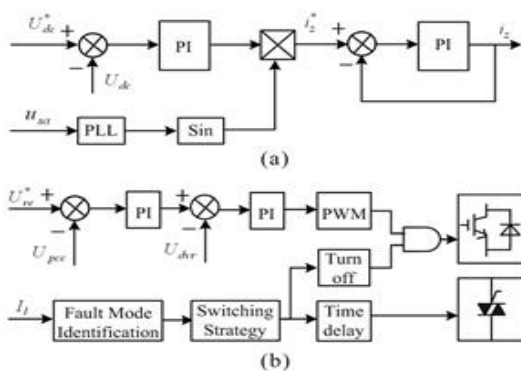 U*dc + − Udc PI i*z + − PI iz
usa PLL Sin
(a)
U*re + − Upcc PI + − Udvr PI PWM
Turn off
Il Fault Mode Identification Switching Strategy Time delay
(b)